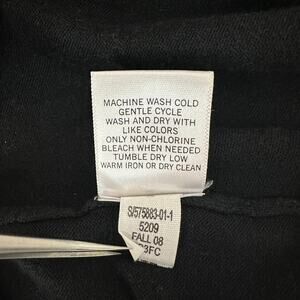 MACHINE WASH COLD
GENTLE CYCLE
WASH AND DRY WITH
LIKE COLORS
ONLY NON-CHLORINE
BLEACH WHEN NEEDED
TUMBLE DRY LOW
WARM IRON OR DRY CLEAN
S/575883-01-1
5209
FALL 08